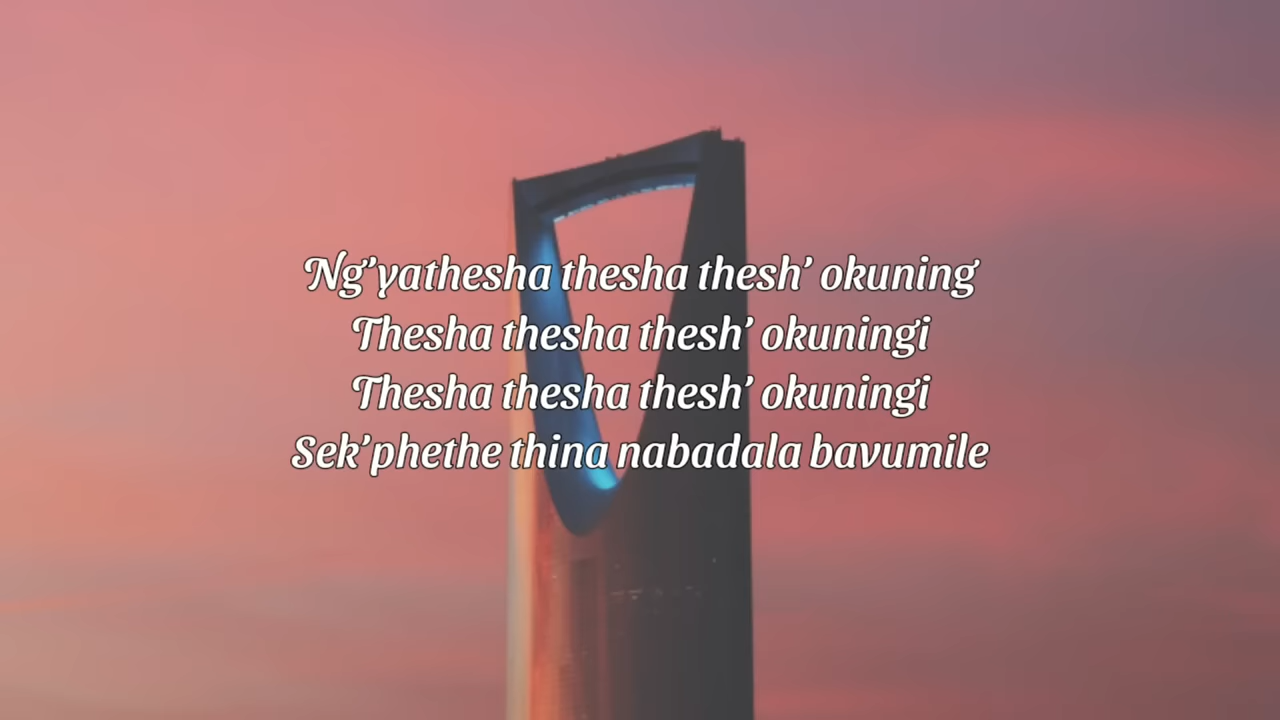 Ng’yathesha thesha thesh’ okuning
Thesha thesha thesh’ okuningi
Thesha thesha thesh’ okuningi
Sek’phethe thina nabadala bavumile